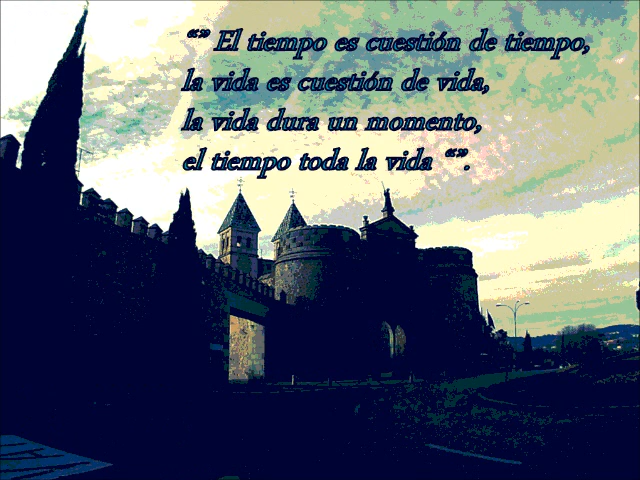 “” El tiempo es cuestión de tiempo,
la vida es cuestión de vida,
la vida dura un momento,
el tiempo toda la vida “”.